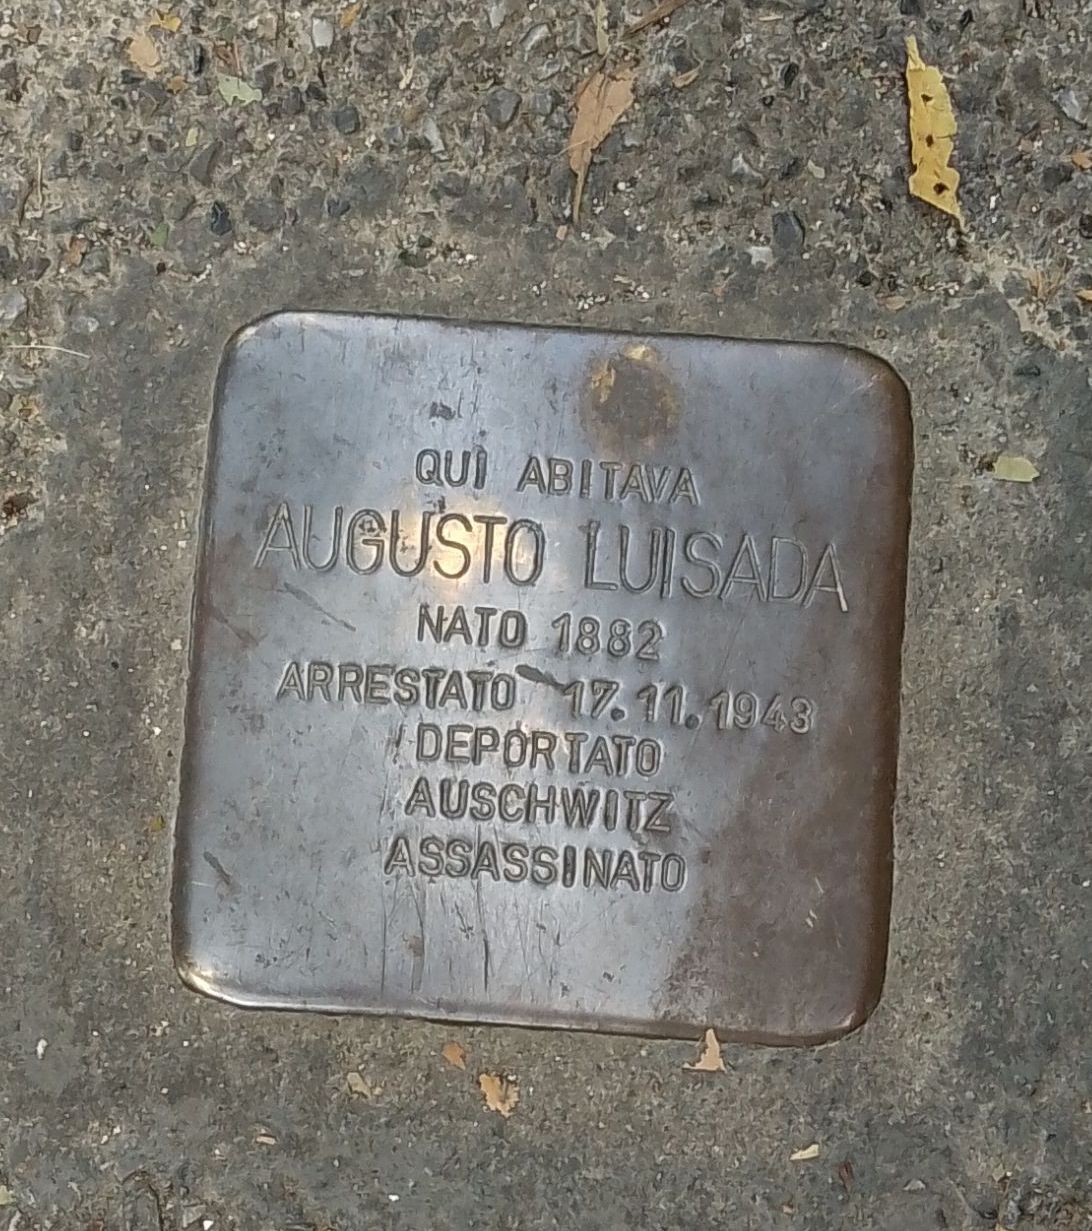 QUI ABITAVA
AUGUSTO LUISADA
NATO 1882
ARRESTATO 17.11.1943
DEPORTATO
AUSCHWITZ
ASSASSINATO